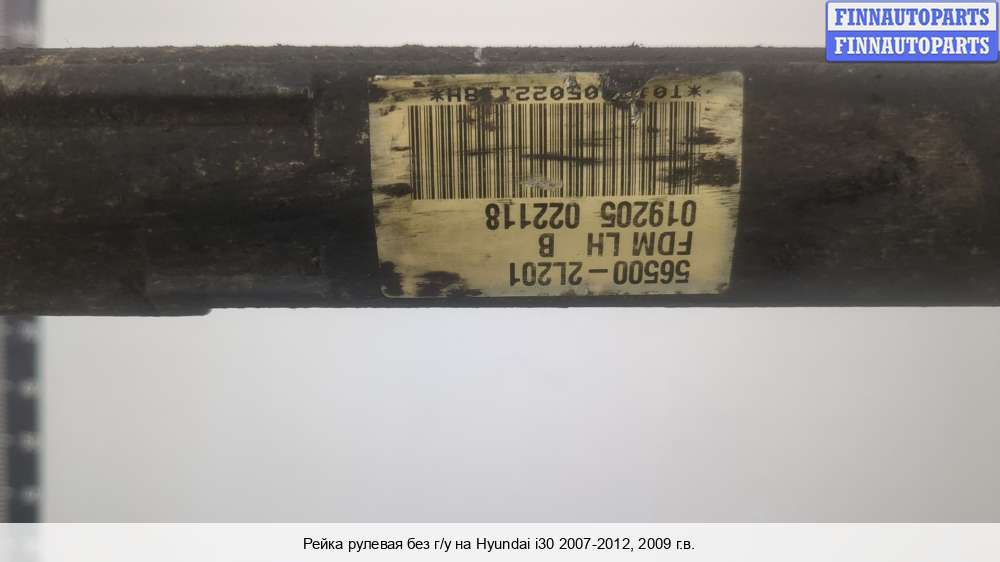 FINNAUTOPARTS
FINNAUTOPARTS
56500-2L201
FDM LH B
019205 022118
Рейка рулевая без г/у на Hyundai i30 2007-2012, 2009 г.в.